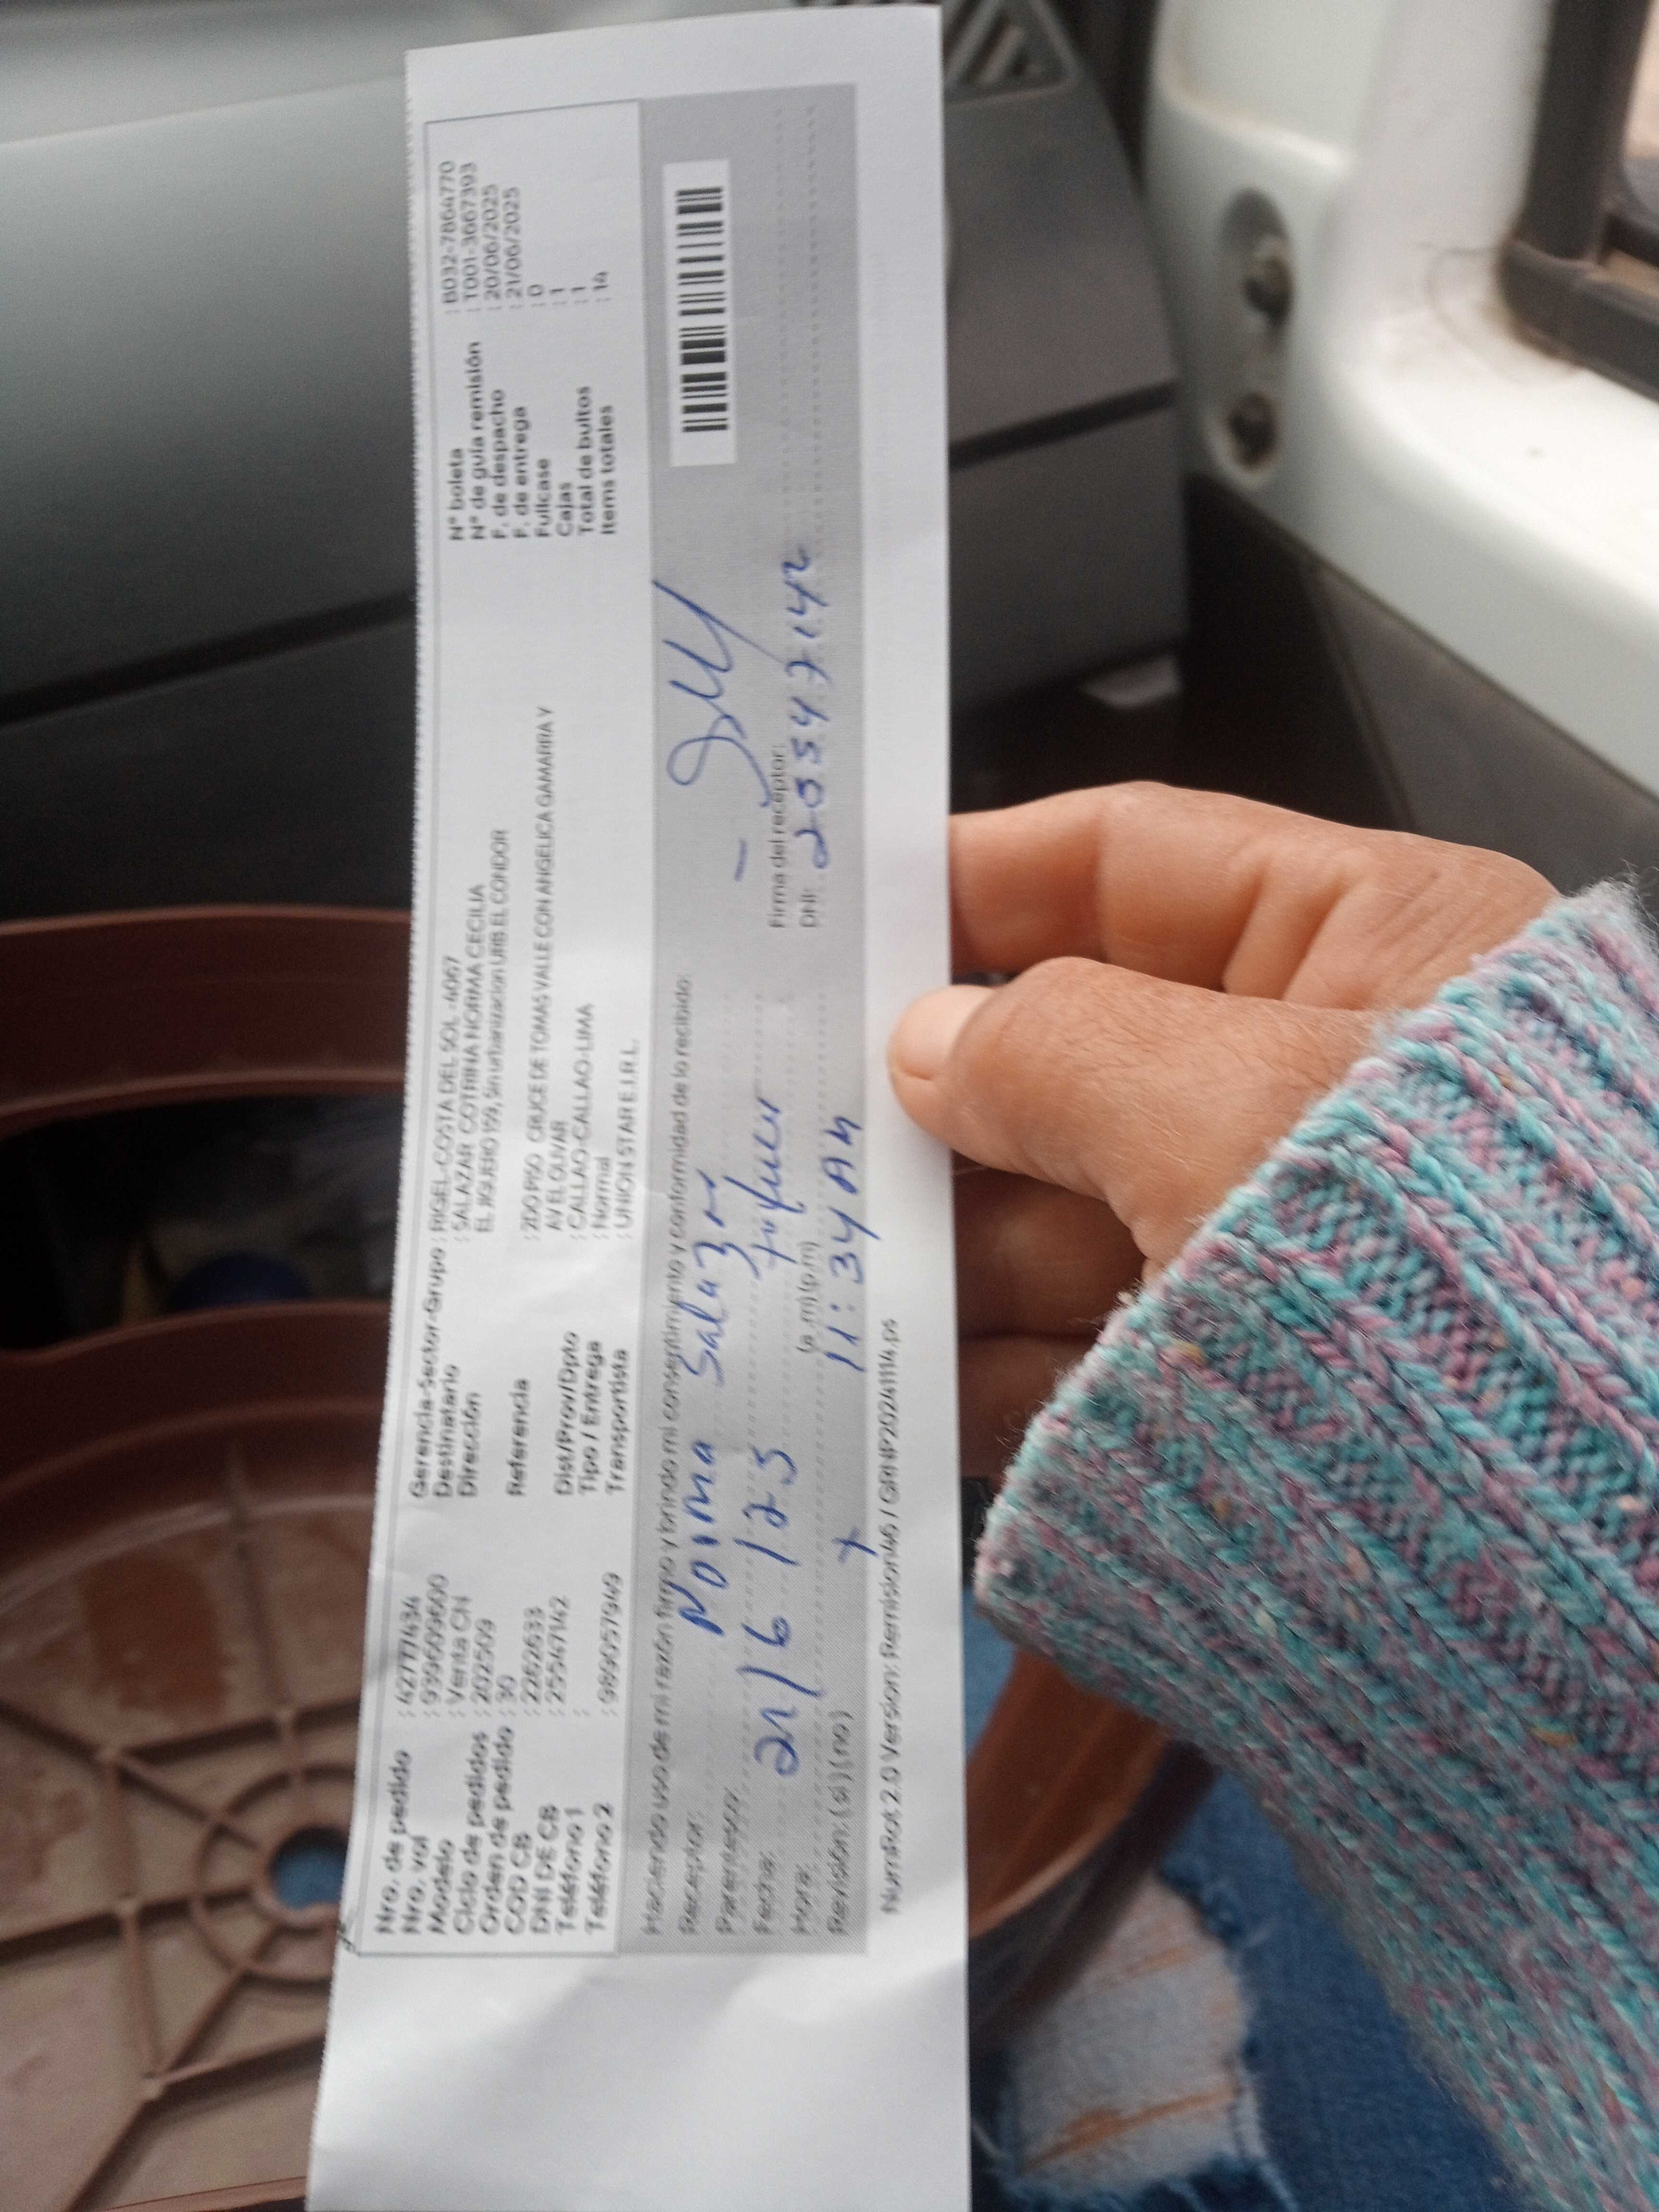 Nro. de pedido : 427717434
Nro. vol : 939609600
Modelo : Venta CN
Ciclo de pedidos : 202509
Orden de pedido : 30
COD CB : 2262633
DNI DE CB : 25547142
Teléfono 1 :
Teléfono 2 : 989057949
Gerencia-Sector-Grupo : RIGEL-COSTA DEL SOL -4067
Destinatario : SALAZAR COTRINA NORMA CECILIA
Dirección EL JIGUERO 159, Sin urbanizacion URB. EL CONDOR
Referencia : 2DO PISO CRUCE DE TOMAS VALLE CON ANGELICA GAMARRA Y
AV EL OLIVAR
Dist/Prov/Dpto : CALLAO-CALLAO-LIMA
Tipo / Entrega : Normal
Transportista : UNION STAR E.I.R.L.
N° boleta : B032-7864770
N° de guía remisión : T001-3667393
F. de despacho : 20/06/2025
F. de entrega : 21/06/2025
Fullcase : 0
Cajas : 1
Total de bultos : 1
Items totales : 14
Haciendo uso de mi razón firmo y brindo mi consentimiento y conformidad de lo recibido:
Receptor: Norma Salazar
Parentesco:
Fecha: 21/6/25
Hora: (a.m)(p.m) 11:34 AM
Revisión:(si)(no)
Firma del receptor:
DNI: 25547142
NumRot 2.0 Version: Remision46 / GRNP20241114.ps